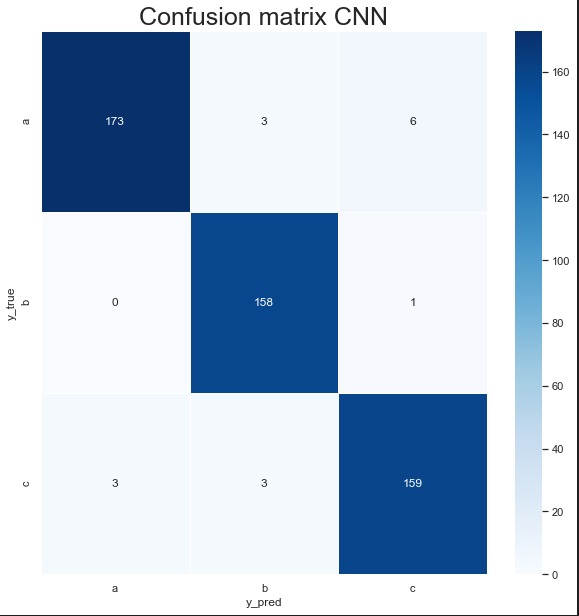 Confusion matrix CNN
a 173 3 6
b 0 158 1
c 3 3 159
y_true
a b c
y_pred
160
140
120
100
80
60
40
20
0